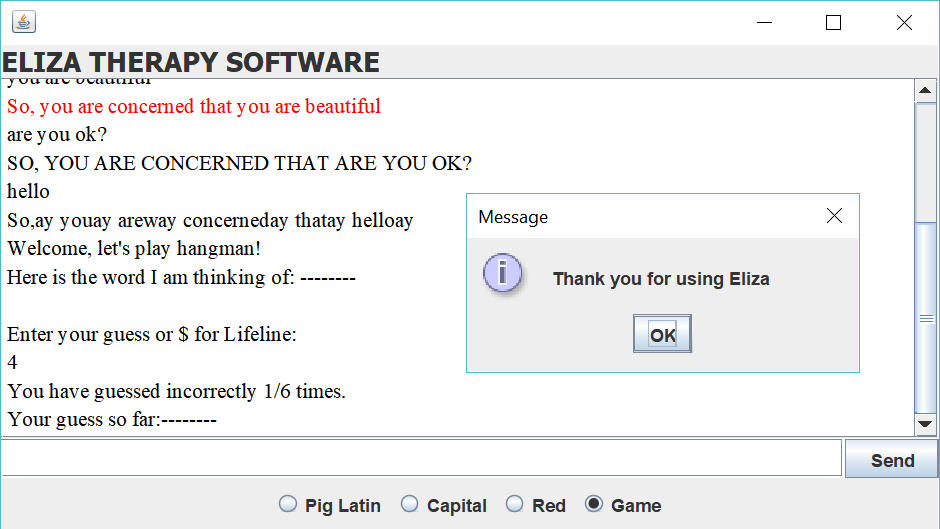 ELIZA THERAPY SOFTWARE
you are beautiful
So, you are concerned that you are beautiful
are you ok?
SO, YOU ARE CONCERNED THAT ARE YOU OK?
hello
So,ay youay areway concerneday thatay helloay
Welcome, let's play hangman!
Here is the word I am thinking of: --------
Enter your guess or $ for Lifeline:
4
You have guessed incorrectly 1/6 times.
Your guess so far:--------
Message
Thank you for using Eliza
OK
Send
Pig Latin Capital Red Game